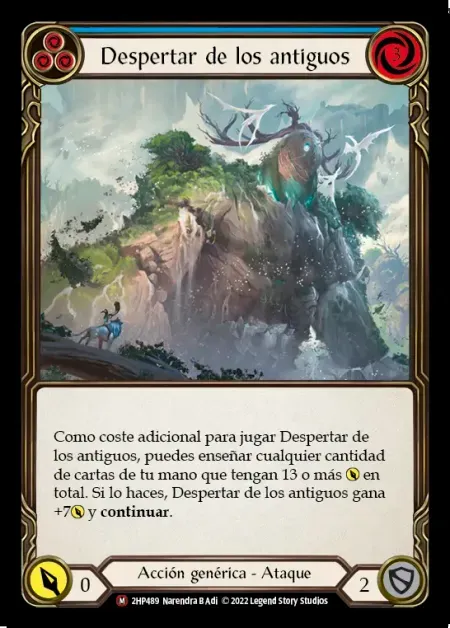 Despertar de los antiguos
3
Como coste adicional para jugar Despertar de
los antiguos, puedes enseñar cualquier cantidad
de cartas de tu mano que tengan 13 o más en
total. Si lo haces, Despertar de los antiguos gana
+7 y continuar.
0
Acción genérica - Ataque
2
M 2HP489 Narendra B Adi © 2022 Legend Story Studios